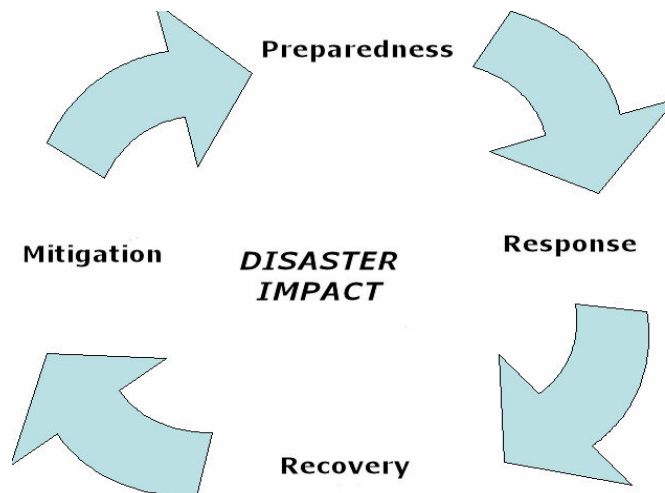 Preparedness
Response
Mitigation
DISASTER
IMPACT
Recovery